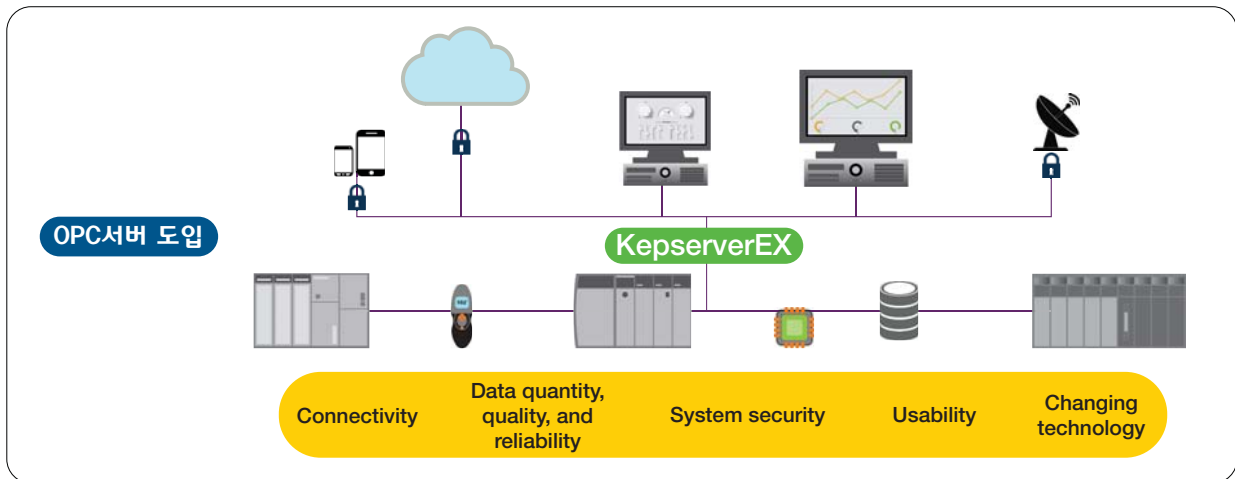 OPC서버 도입
KepserverEX
Connectivity
Data quantity,
quality, and
reliability
System security
Usability
Changing
technology